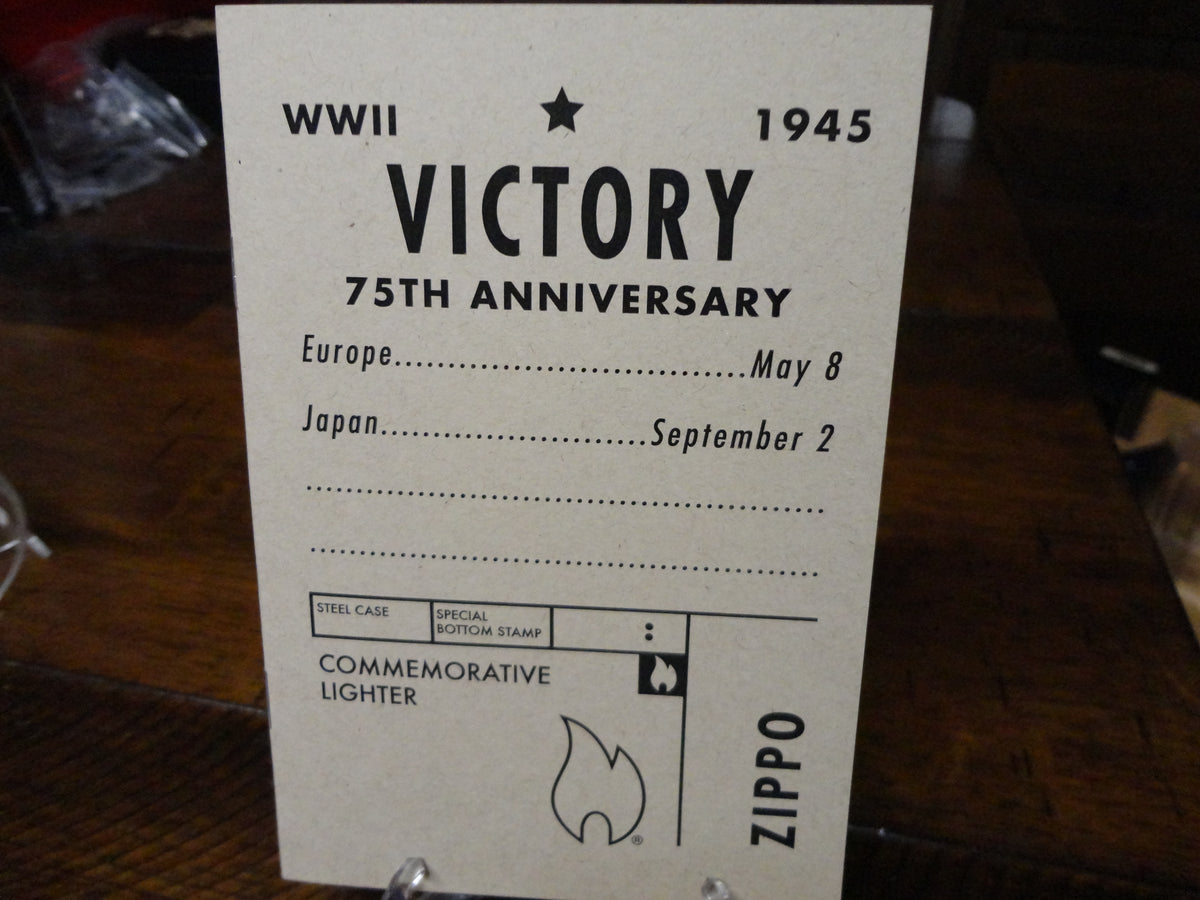 WWII ★ 1945
VICTORY
75TH ANNIVERSARY
Europe.................................May 8
Japan.........................September 2
STEEL CASE
SPECIAL
BOTTOM STAMP
:
COMMEMORATIVE
LIGHTER
®
ZIPPO